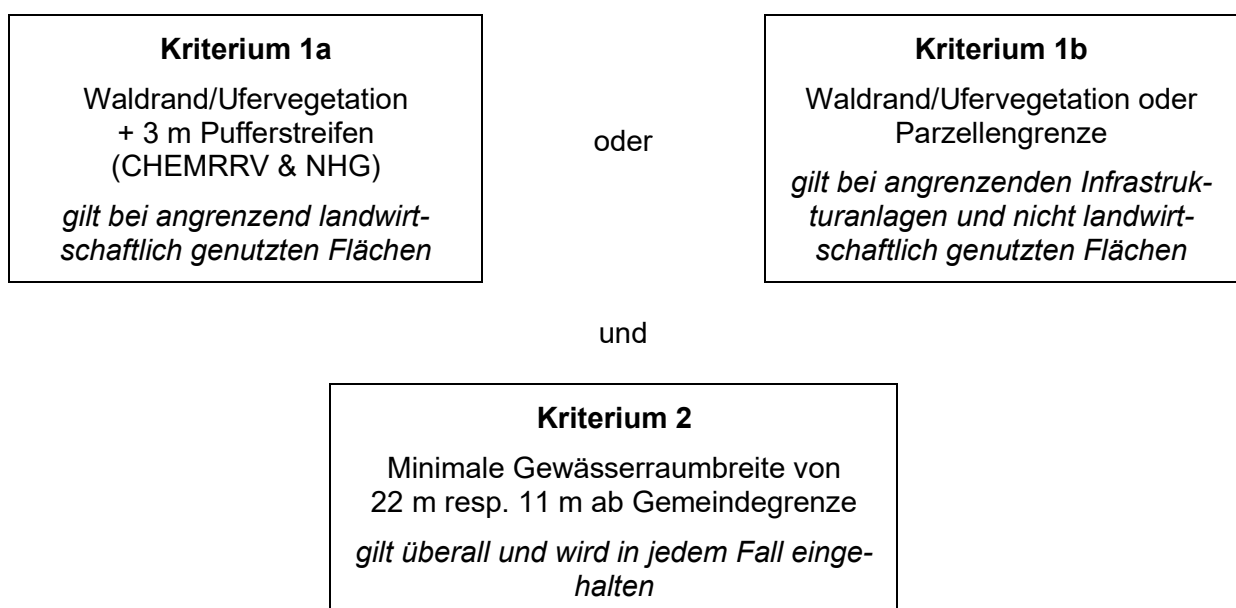 Kriterium 1a
Waldrand/Ufervegetation
+ 3 m Pufferstreifen
(CHEMRRV & NHG)
gilt bei angrenzend landwirt-
schaftlich genutzten Flächen
oder
Kriterium 1b
Waldrand/Ufervegetation oder
Parzellengrenze
gilt bei angrenzenden Infrastruk-
turanlagen und nicht landwirt-
schaftlich genutzten Flächen
und
Kriterium 2
Minimale Gewässerraumbreite von
22 m resp. 11 m ab Gemeindegrenze
gilt überall und wird in jedem Fall einge-
halten